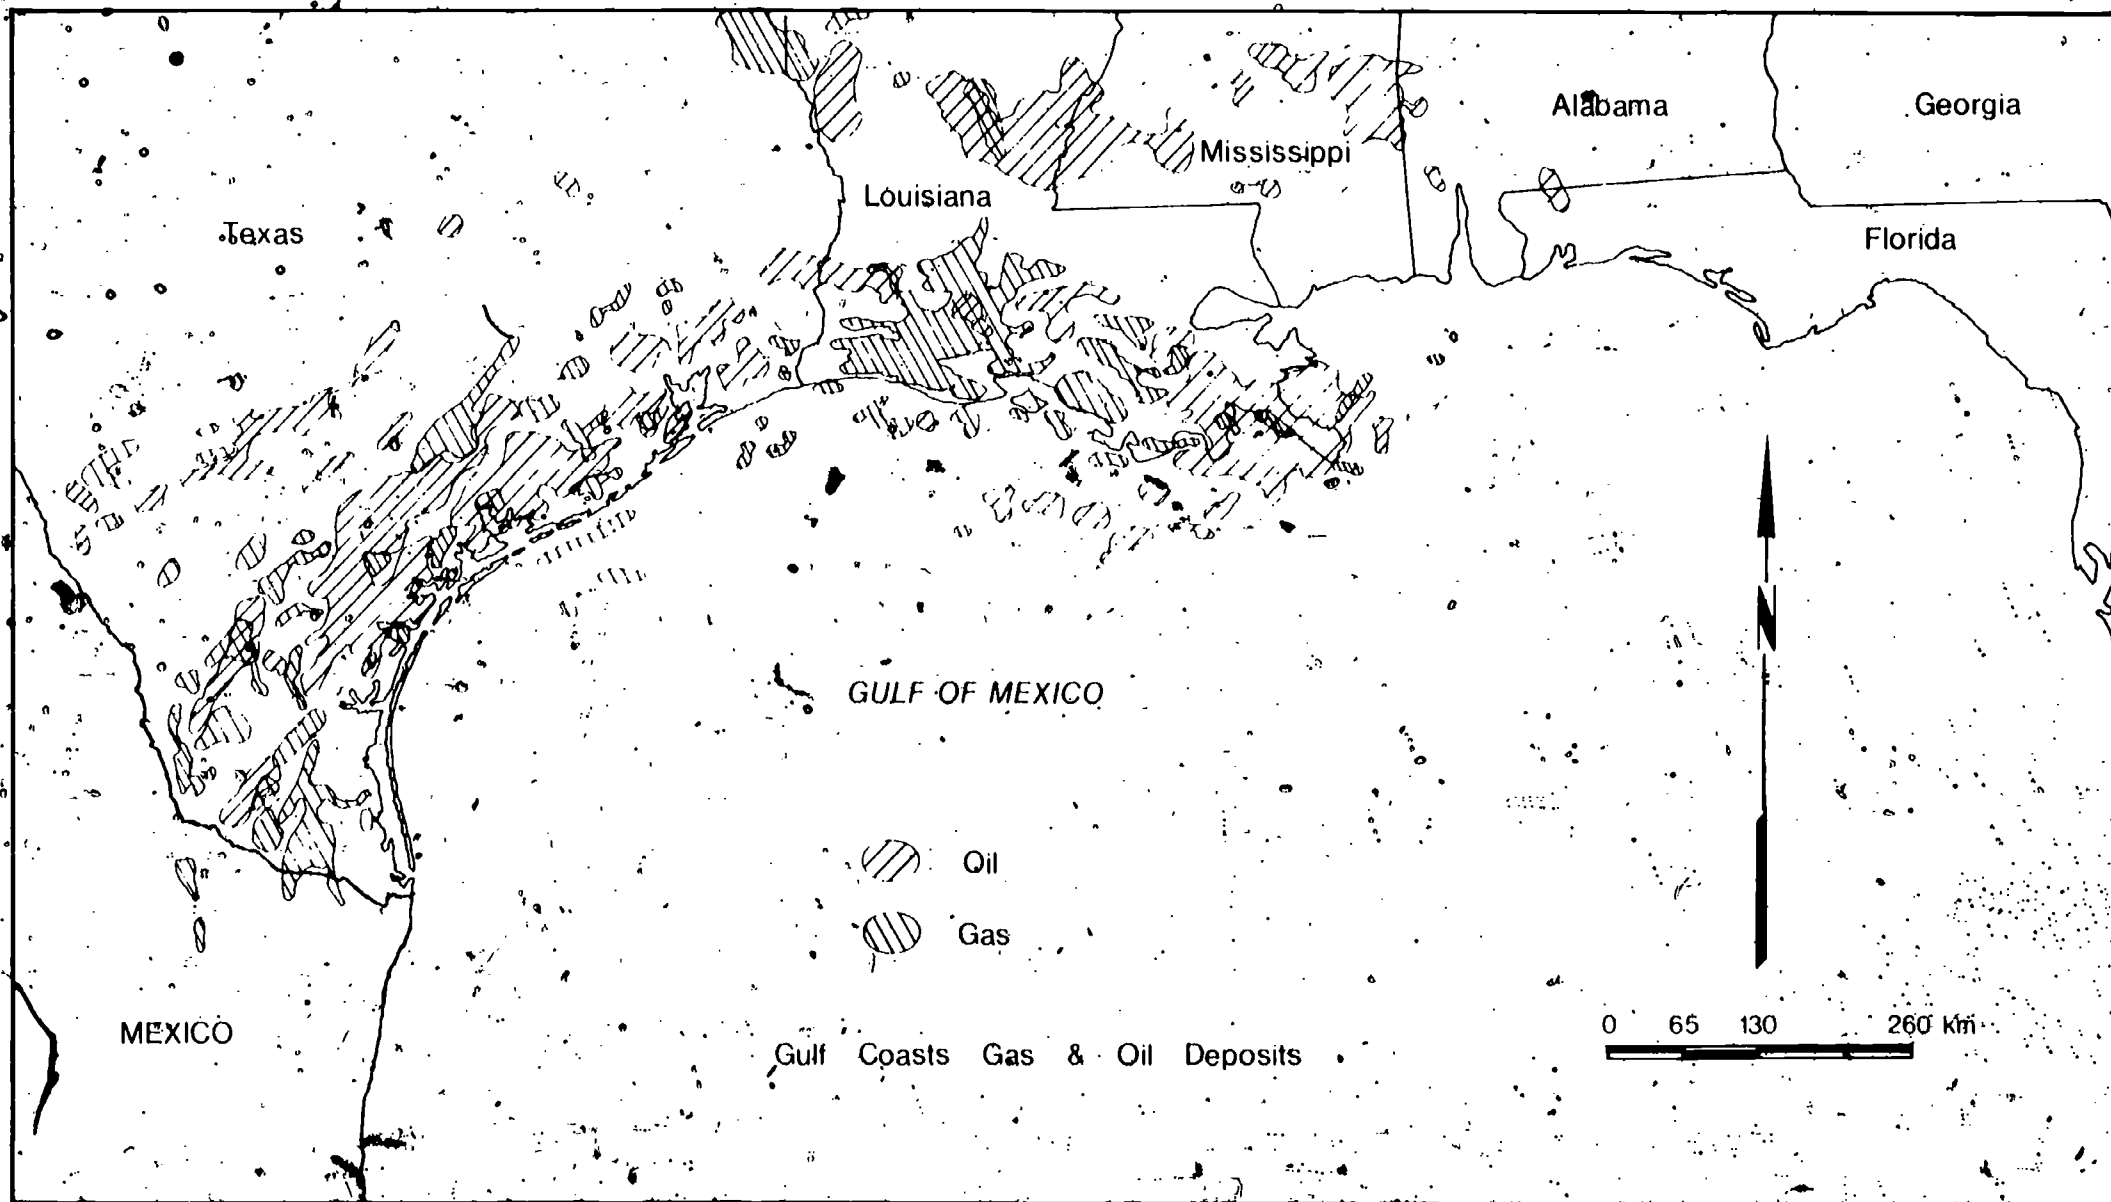 Alabama
Georgia
Mississippi
Louisiana
Texas
Florida
N
GULF OF MEXICO
Oil
Gas
MEXICO
0 65 130 260 km
Gulf Coasts Gas & Oil Deposits